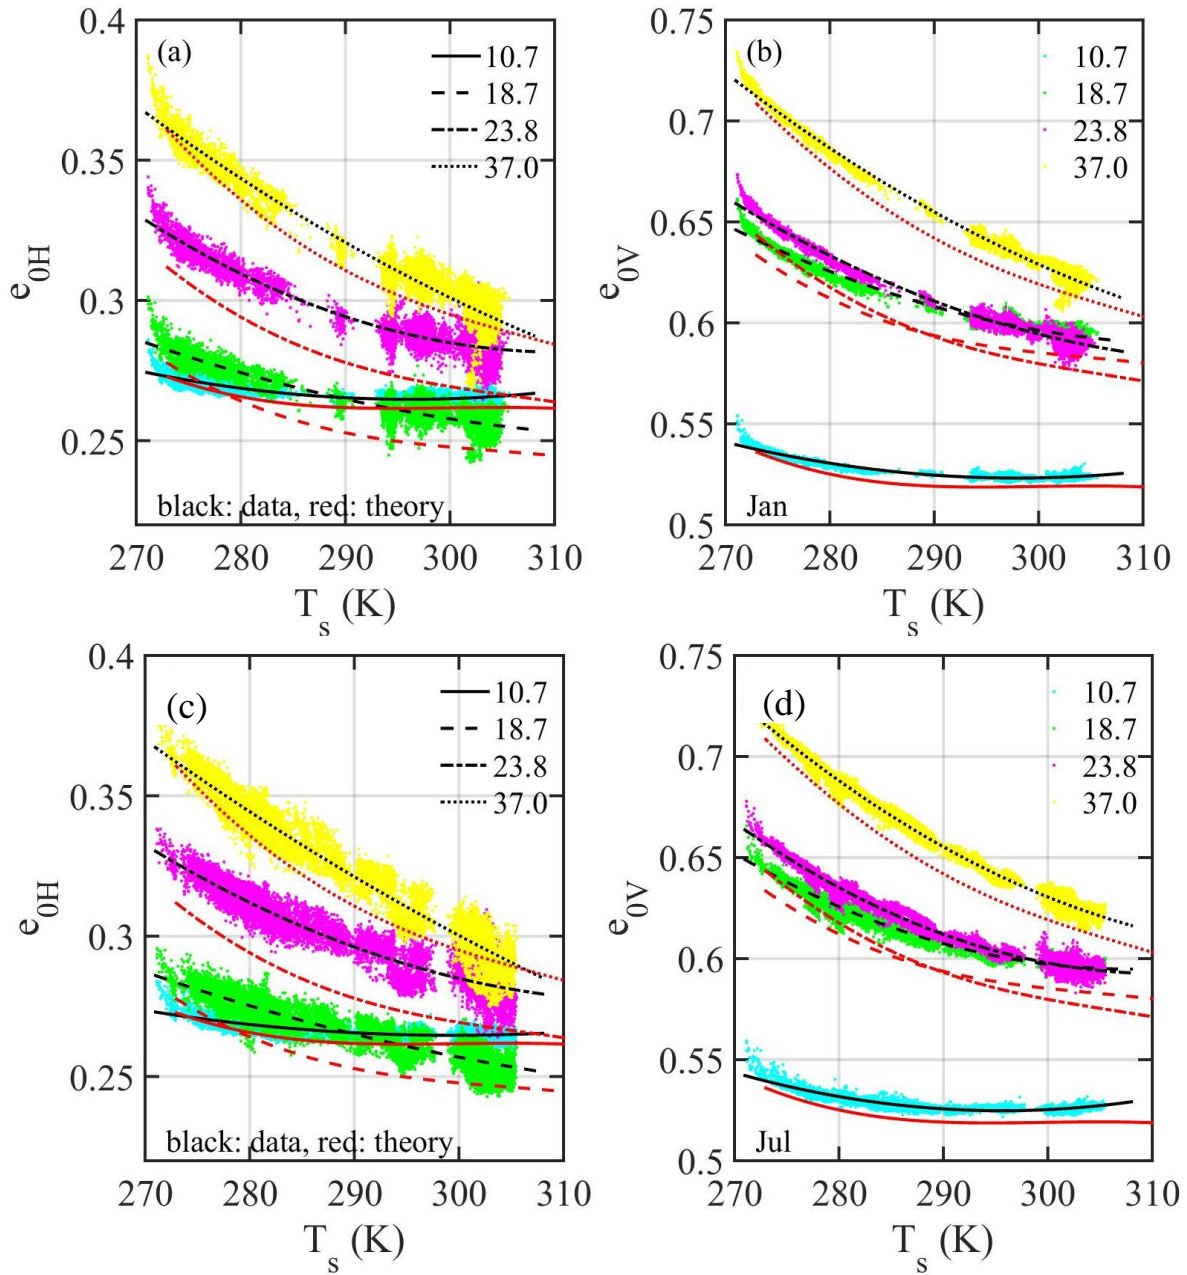 (a)
10.7
18.7
23.8
37.0
0.4
0.35
0.3
0.25
e0H
black: data, red: theory
270 280 290 300 310
Ts (K)
(b)
10.7
18.7
23.8
37.0
0.75
0.7
0.65
0.6
0.55
0.5
e0V
Jan
270 280 290 300 310
Ts (K)
(c)
10.7
18.7
23.8
37.0
0.4
0.35
0.3
0.25
e0H
black: data, red: theory
270 280 290 300 310
Ts (K)
(d)
10.7
18.7
23.8
37.0
0.75
0.7
0.65
0.6
0.55
0.5
e0V
Jul
270 280 290 300 310
Ts (K)